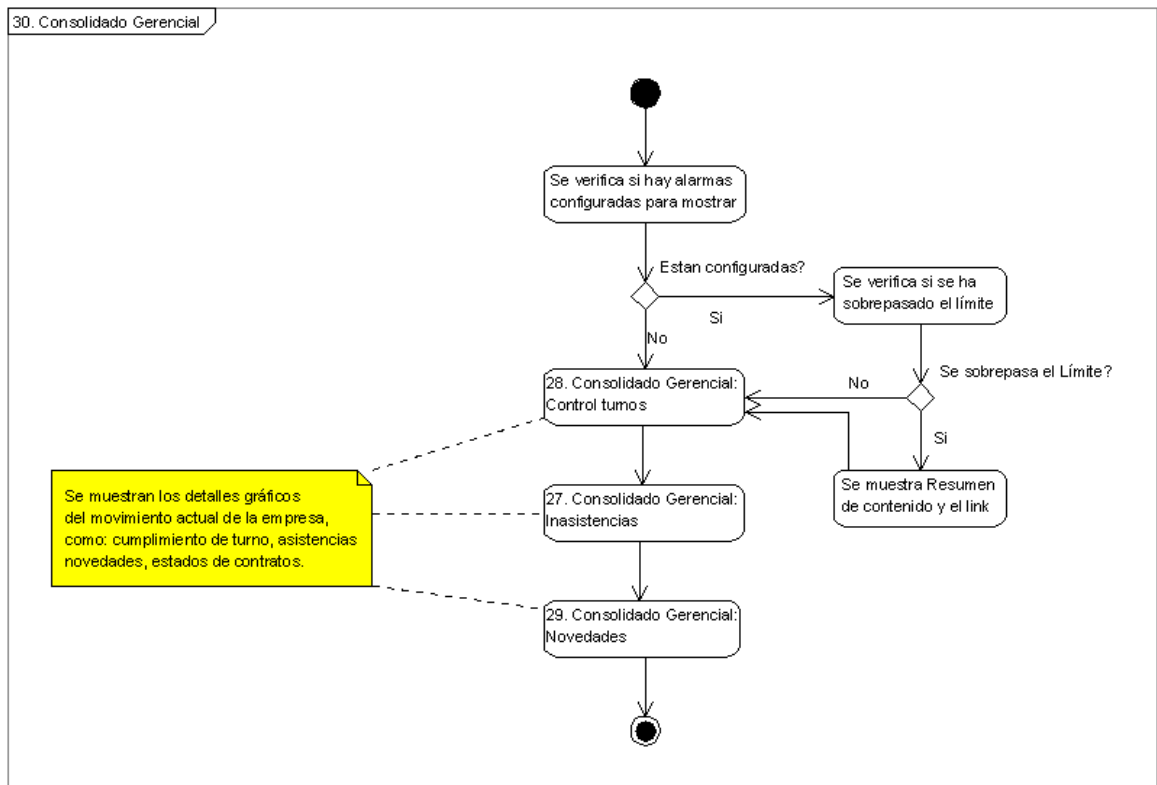 30. Consolidado Gerencial
Se verifica si hay alarmas
configuradas para mostrar
Estan configuradas?
Si
No
Se verifica si se ha
sobrepasado el límite
Se sobrepasa el Límite?
No
Si
Se muestra Resumen
de contenido y el link
28. Consolidado Gerencial:
Control turnos
27. Consolidado Gerencial:
Inasistencias
29. Consolidado Gerencial:
Novedades
Se muestran los detalles gráficos
del movimiento actual de la empresa,
como: cumplimiento de turno, asistencias
novedades, estados de contratos.